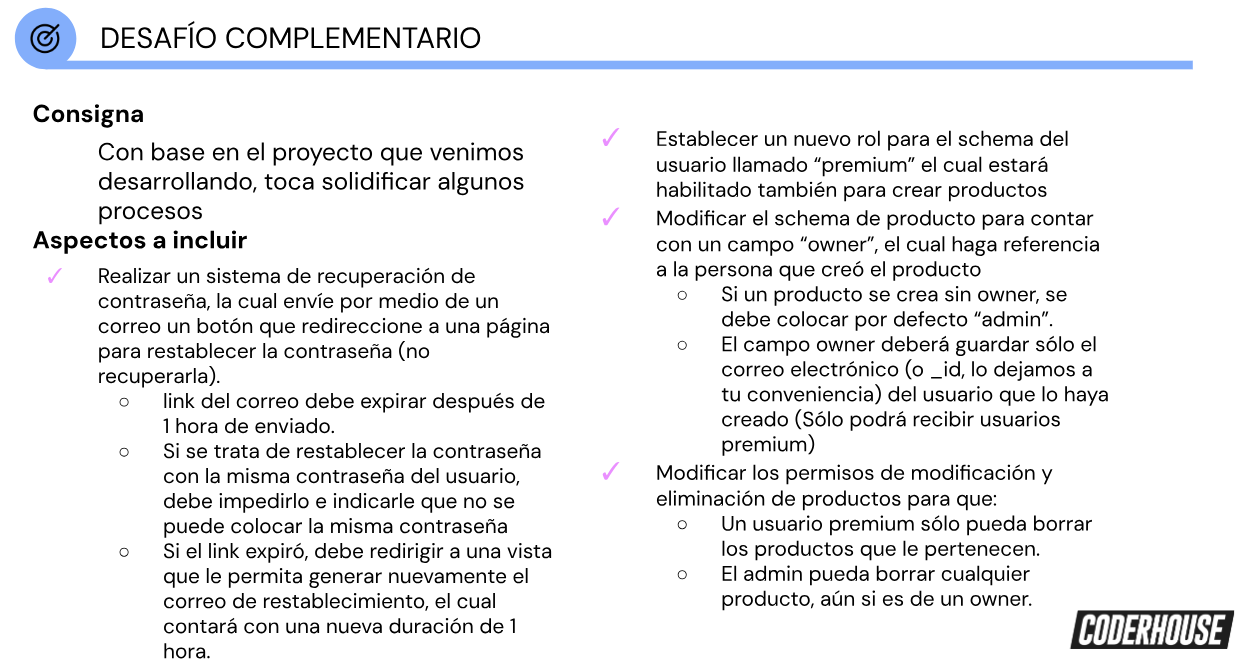 DESAFÍO COMPLEMENTARIO
Consigna
Con base en el proyecto que venimos
desarrollando, toca solidificar algunos
procesos
Aspectos a incluir
✓ Realizar un sistema de recuperación de
contraseña, la cual envíe por medio de un
correo un botón que redireccione a una página
para restablecer la contraseña (no
recuperarla).
○ link del correo debe expirar después de
1 hora de enviado.
○ Si se trata de restablecer la contraseña
con la misma contraseña del usuario,
debe impedirlo e indicarle que no se
puede colocar la misma contraseña
○ Si el link expiró, debe redirigir a una vista
que le permita generar nuevamente el
correo de restablecimiento, el cual
contará con una nueva duración de 1
hora.
✓ Establecer un nuevo rol para el schema del
usuario llamado “premium” el cual estará
habilitado también para crear productos
✓ Modificar el schema de producto para contar
con un campo “owner”, el cual haga referencia
a la persona que creó el producto
○ Si un producto se crea sin owner, se
debe colocar por defecto “admin”.
○ El campo owner deberá guardar sólo el
correo electrónico (o _id, lo dejamos a
tu conveniencia) del usuario que lo haya
creado (Sólo podrá recibir usuarios
premium)
✓ Modificar los permisos de modificación y
eliminación de productos para que:
○ Un usuario premium sólo pueda borrar
los productos que le pertenecen.
○ El admin pueda borrar cualquier
producto, aún si es de un owner.
CODERHOUSE